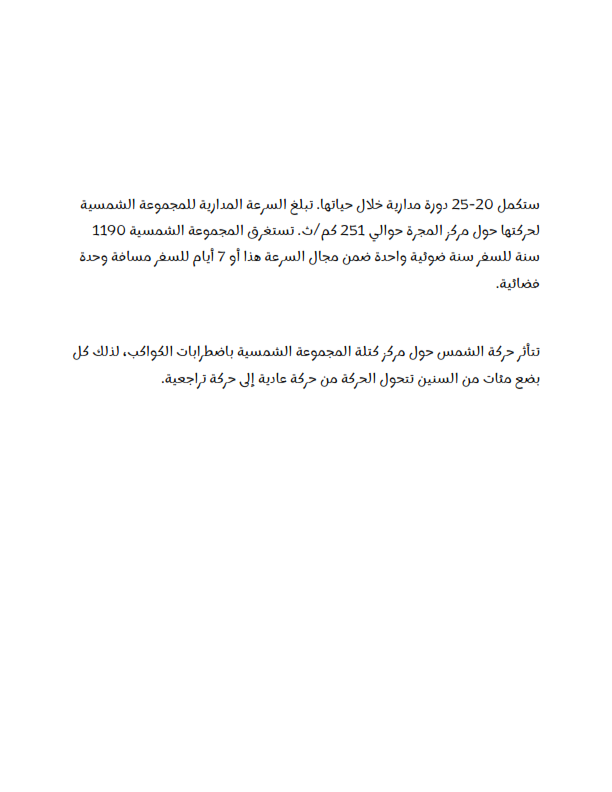 ستكمل 20-25 دورة مدارية خلال حياتها. تبلغ السرعة المدارية للمجموعة الشمسية
لحركتها حول مركز المجرة حوالي 251 كم/ث. تستغرق المجموعة الشمسية 1190
سنة للسفر سنة ضوئية واحدة ضمن مجال السرعة هذا أو 7 أيام للسفر مسافة وحدة
فضائية.
تتأثر حركة الشمس حول مركز كتلة المجموعة الشمسية باضطرابات الكواكب، لذلك كل
بضع مئات من السنين تتحول الحركة من حركة عادية إلى حركة تراجعية.